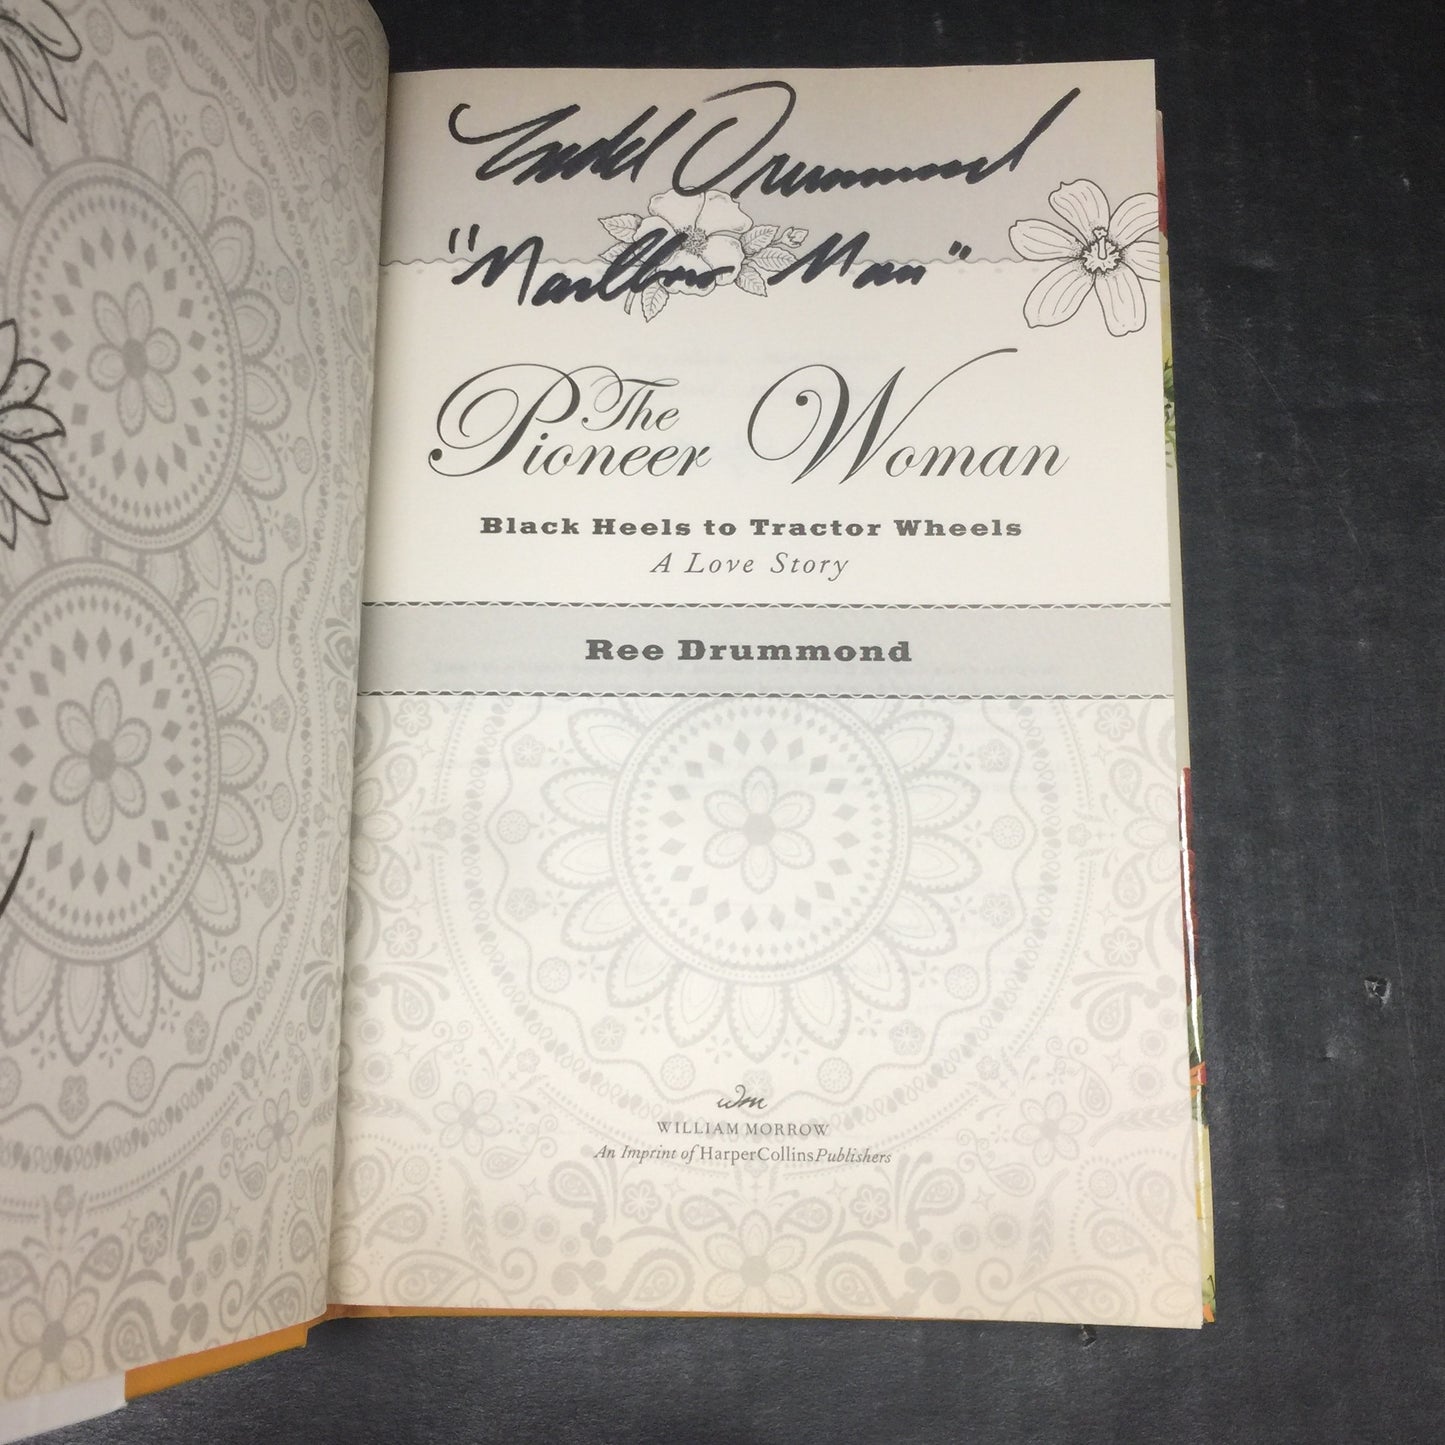 Ladd Drummond
"Marlboro Man"
The
Pioneer Woman
Black Heels to Tractor Wheels
A Love Story
Ree Drummond
wm
WILLIAM MORROW
An Imprint of HarperCollinsPublishers